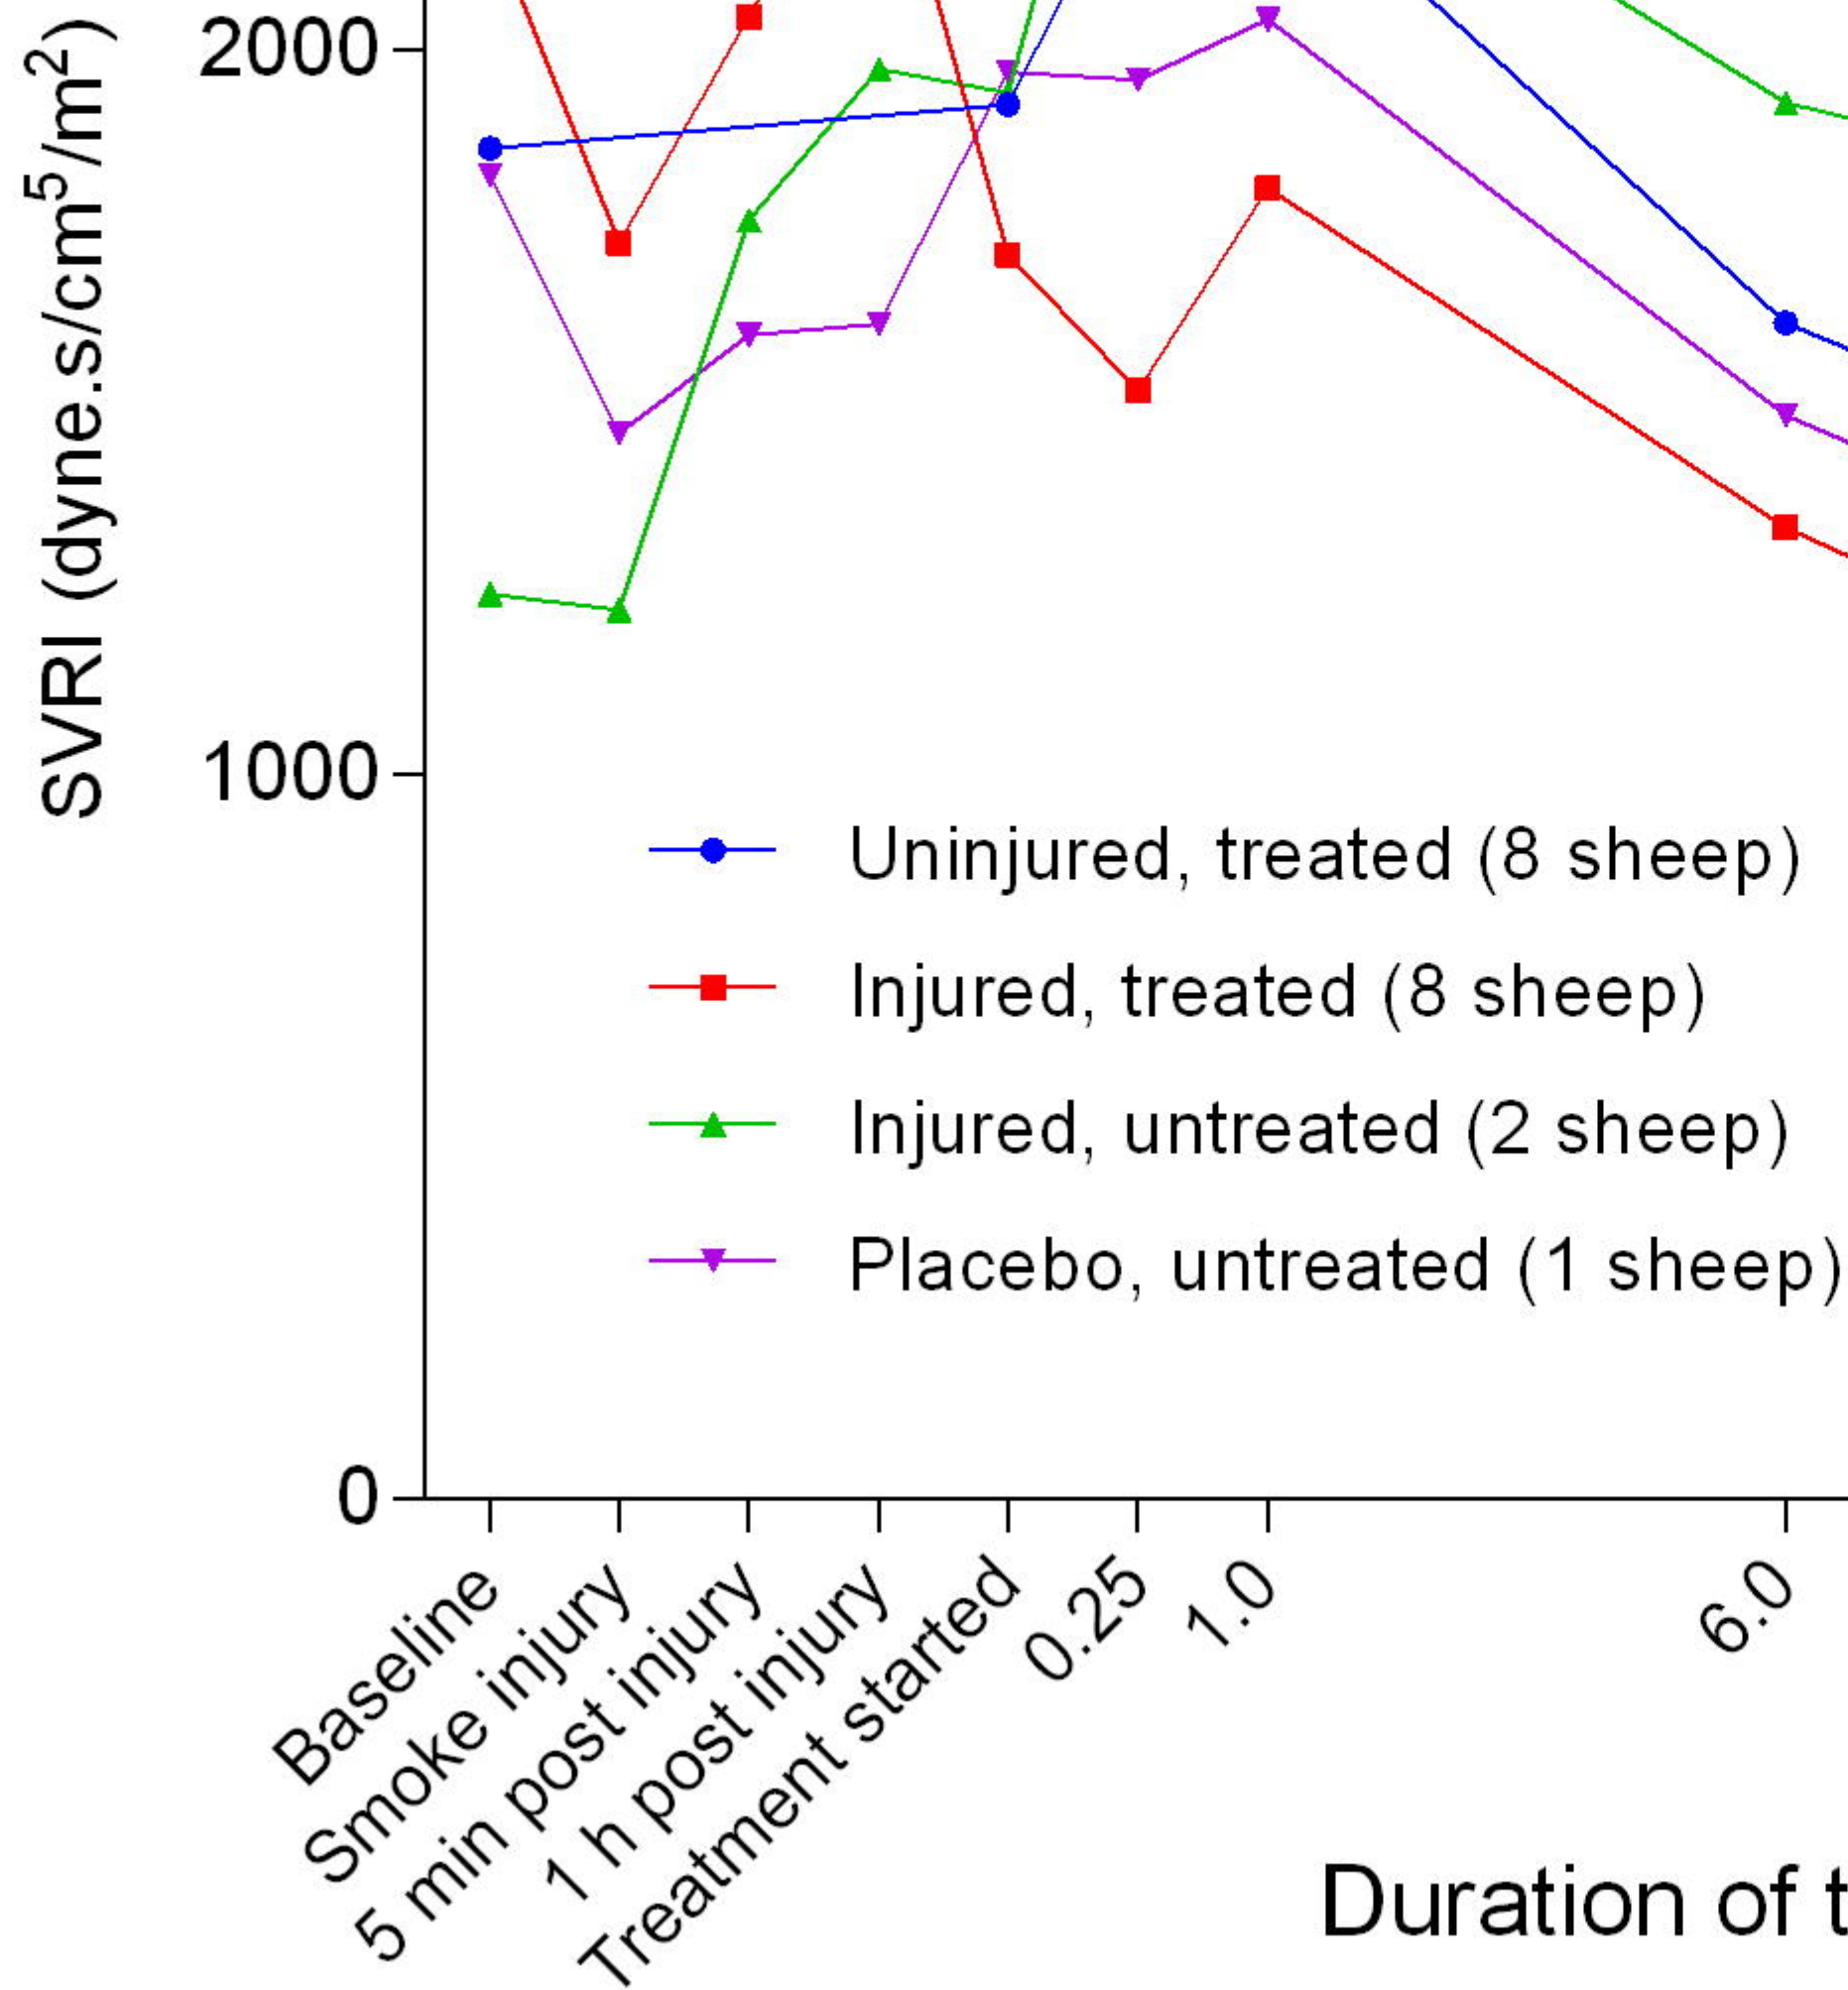 SVRI (dyne.s/cm⁵/m²)
2000
1000
0
Uninjured, treated (8 sheep)
Injured, treated (8 sheep)
Injured, untreated (2 sheep)
Placebo, untreated (1 sheep)
Baseline
Smoke injury
5 min post injury
1 h post injury
Treatment started
0.25
1.0
6.0
Duration of t